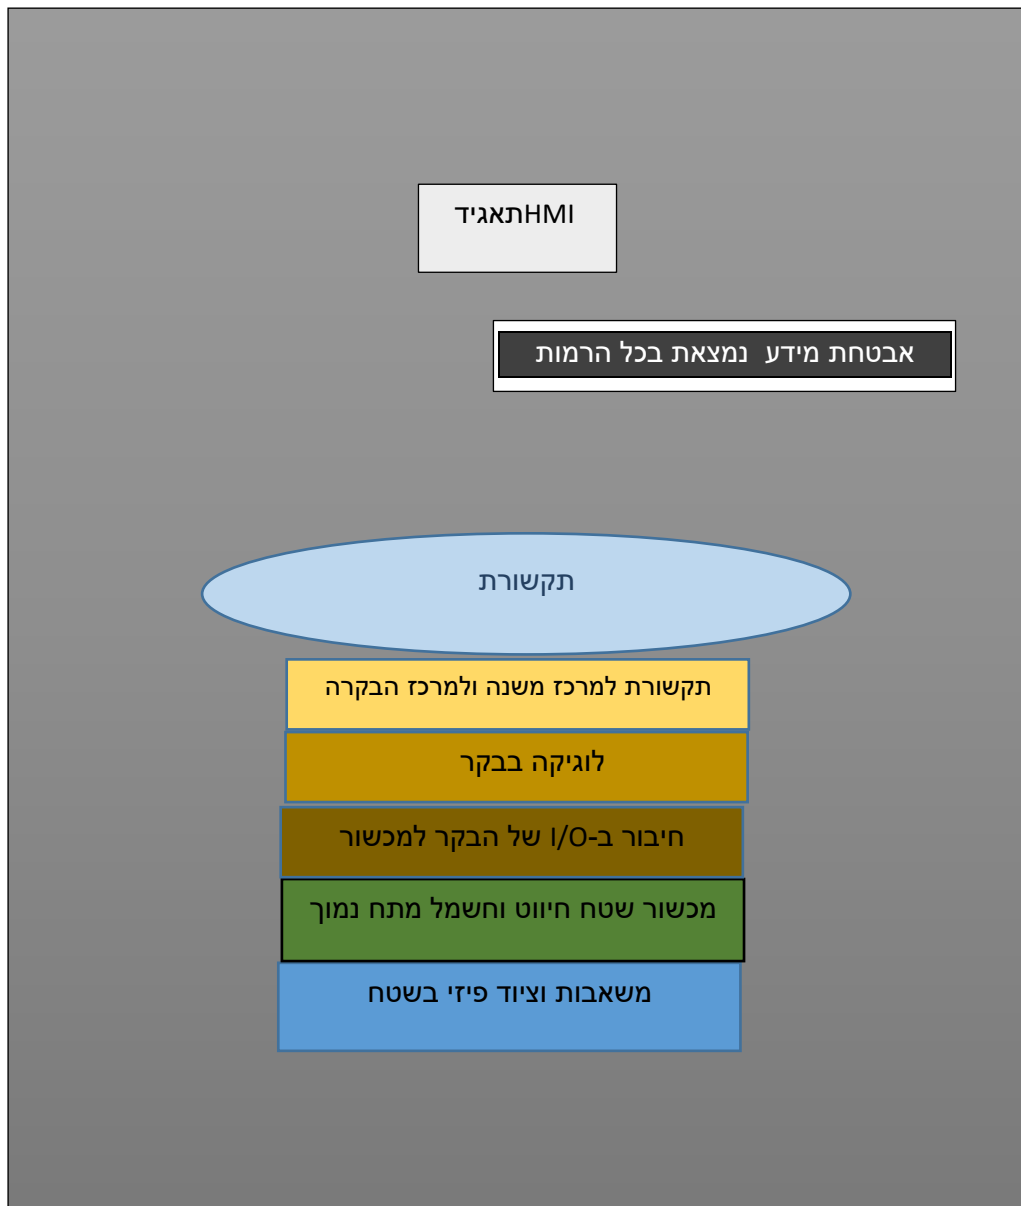 HMIתאגיד
אבטחת מידע  נמצאת בכל הרמות
תקשורת
תקשורת למרכז משנה ולמרכז הבקרה
לוגיקה בבקר
חיבור ב-I/O של הבקר למכשור
מכשור שטח חיווט וחשמל מתח נמוך
משאבות וציוד פיזי בשטח